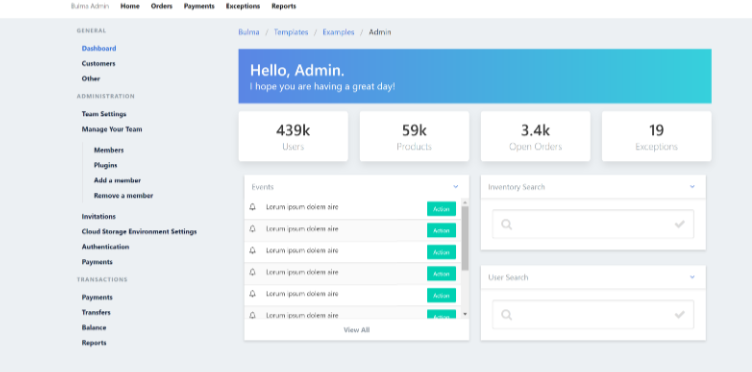 Bulma Admin Home Orders Payments Exceptions Reports
GENERAL
Dashboard
Customers
Other
ADMINISTRATION
Team Settings
Manage Your Team
Members
Plugins
Add a member
Remove a member
Invitations
Cloud Storage Environment Settings
Authentication
Payments
TRANSACTIONS
Payments
Transfers
Balance
Reports
Bulma / Templates / Examples / Admin
Hello, Admin.
I hope you are having a great day!
439k
Users
59k
Products
3.4k
Open Orders
19
Exceptions
Events
Lorum ipsum dolem aire Action
Lorum ipsum dolem aire Action
Lorum ipsum dolem aire Action
Lorum ipsum dolem aire Action
Lorum ipsum dolem aire Action
Lorum ipsum dolem aire Action
View All
Inventory Search
User Search